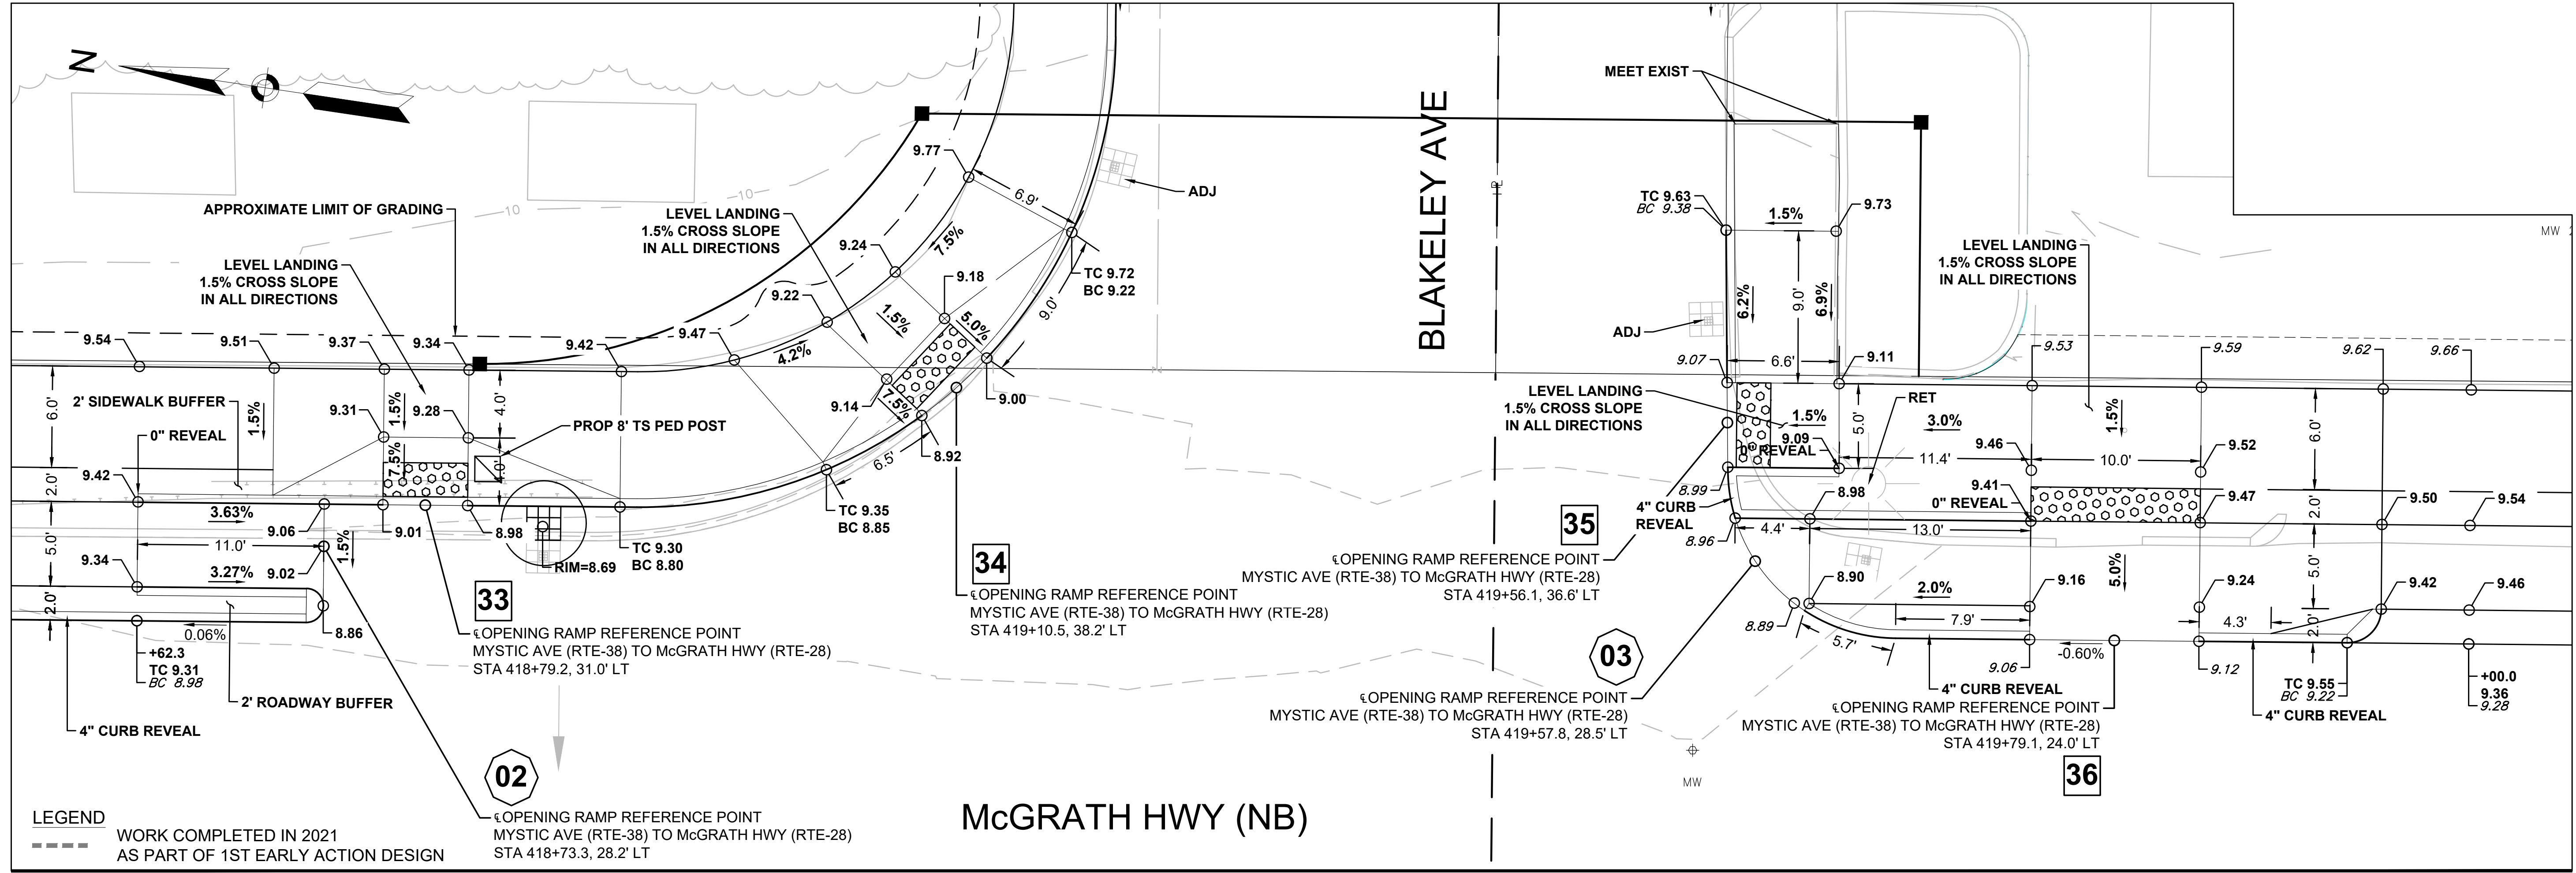 N
APPROXIMATE LIMIT OF GRADING
10
10
LEVEL LANDING
1.5% CROSS SLOPE
IN ALL DIRECTIONS
LEVEL LANDING
1.5% CROSS SLOPE
IN ALL DIRECTIONS
9.54
9.51
9.37
9.34
9.42
9.47
9.22
9.24
9.77
6.9'
7.5%
9.18
TC 9.72
BC 9.22
9.0'
1.5%
5.0%
4.2%
9.14
7.5%
9.00
8.92
6.5'
TC 9.35
BC 8.85
ADJ
6.0'
2' SIDEWALK BUFFER
1.5%
0" REVEAL
9.31
1.5%
9.28
4.0'
PROP 8' TS PED POST
7.5%
4.0'
9.42
2.0'
3.63%
9.06
9.01
8.98
5.0'
11.0'
1.5%
TC 9.30
BC 8.80
RIM=8.69
9.34
3.27%
9.02
2.0'
0.06%
8.86
+62.3
TC 9.31
BC 8.98
2' ROADWAY BUFFER
4" CURB REVEAL
33
℄OPENING RAMP REFERENCE POINT
MYSTIC AVE (RTE-38) TO McGRATH HWY (RTE-28)
STA 418+79.2, 31.0' LT
34
℄OPENING RAMP REFERENCE POINT
MYSTIC AVE (RTE-38) TO McGRATH HWY (RTE-28)
STA 419+10.5, 38.2' LT
02
℄OPENING RAMP REFERENCE POINT
MYSTIC AVE (RTE-38) TO McGRATH HWY (RTE-28)
STA 418+73.3, 28.2' LT
LEGEND
WORK COMPLETED IN 2021
AS PART OF 1ST EARLY ACTION DESIGN
McGRATH HWY (NB)
BLAKELEY AVE
MEET EXIST
TC 9.63
BC 9.38
1.5%
9.73
6.2%
9.0'
6.9%
ADJ
9.07
6.6'
9.11
LEVEL LANDING
1.5% CROSS SLOPE
IN ALL DIRECTIONS
LEVEL LANDING
1.5% CROSS SLOPE
IN ALL DIRECTIONS
MW
9.53
9.59
9.62
9.66
RET
1.5%
9.09
0" REVEAL
5.0'
3.0%
11.4'
9.46
10.0'
1.5%
9.52
6.0'
8.99
4" CURB
REVEAL
8.96
4.4'
8.98
13.0'
9.41
0" REVEAL
9.47
2.0'
9.50
9.54
35
℄OPENING RAMP REFERENCE POINT
MYSTIC AVE (RTE-38) TO McGRATH HWY (RTE-28)
STA 419+56.1, 36.6' LT
8.90
2.0%
9.16
5.0%
9.24
5.0'
9.42
9.46
8.89
5.7'
7.9'
4.3'
2.0'
9.06
-0.60%
9.12
4" CURB REVEAL
TC 9.55
BC 9.22
4" CURB REVEAL
+00.0
9.36
9.28
03
℄OPENING RAMP REFERENCE POINT
MYSTIC AVE (RTE-38) TO McGRATH HWY (RTE-28)
STA 419+57.8, 28.5' LT
℄OPENING RAMP REFERENCE POINT
MYSTIC AVE (RTE-38) TO McGRATH HWY (RTE-28)
STA 419+79.1, 24.0' LT
36
MW